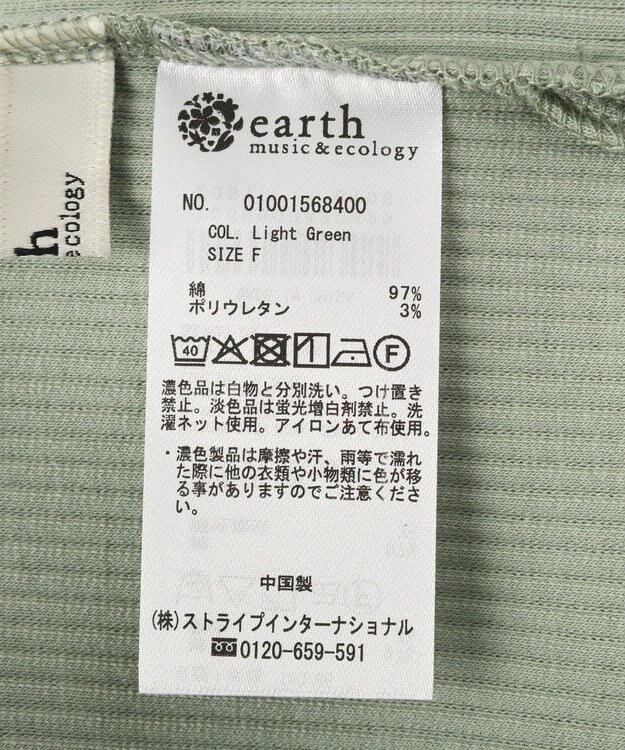 h
ecology
earth
music & ecology
NO. 01001568400
COL. Light Green
SIZE F
綿 97%
ポリウレタン 3%
40
F
濃色品は白物と分別洗い。つけ置き
禁止。淡色品は蛍光増白剤禁止。洗
濯ネット使用。アイロンあて布使用。
・濃色製品は摩擦や汗、雨等で濡れ
た際に他の衣類や小物類に色が移
る事がありますのでご注意くださ
い。
中国製
(株)ストライプインターナショナル
0120-659-591